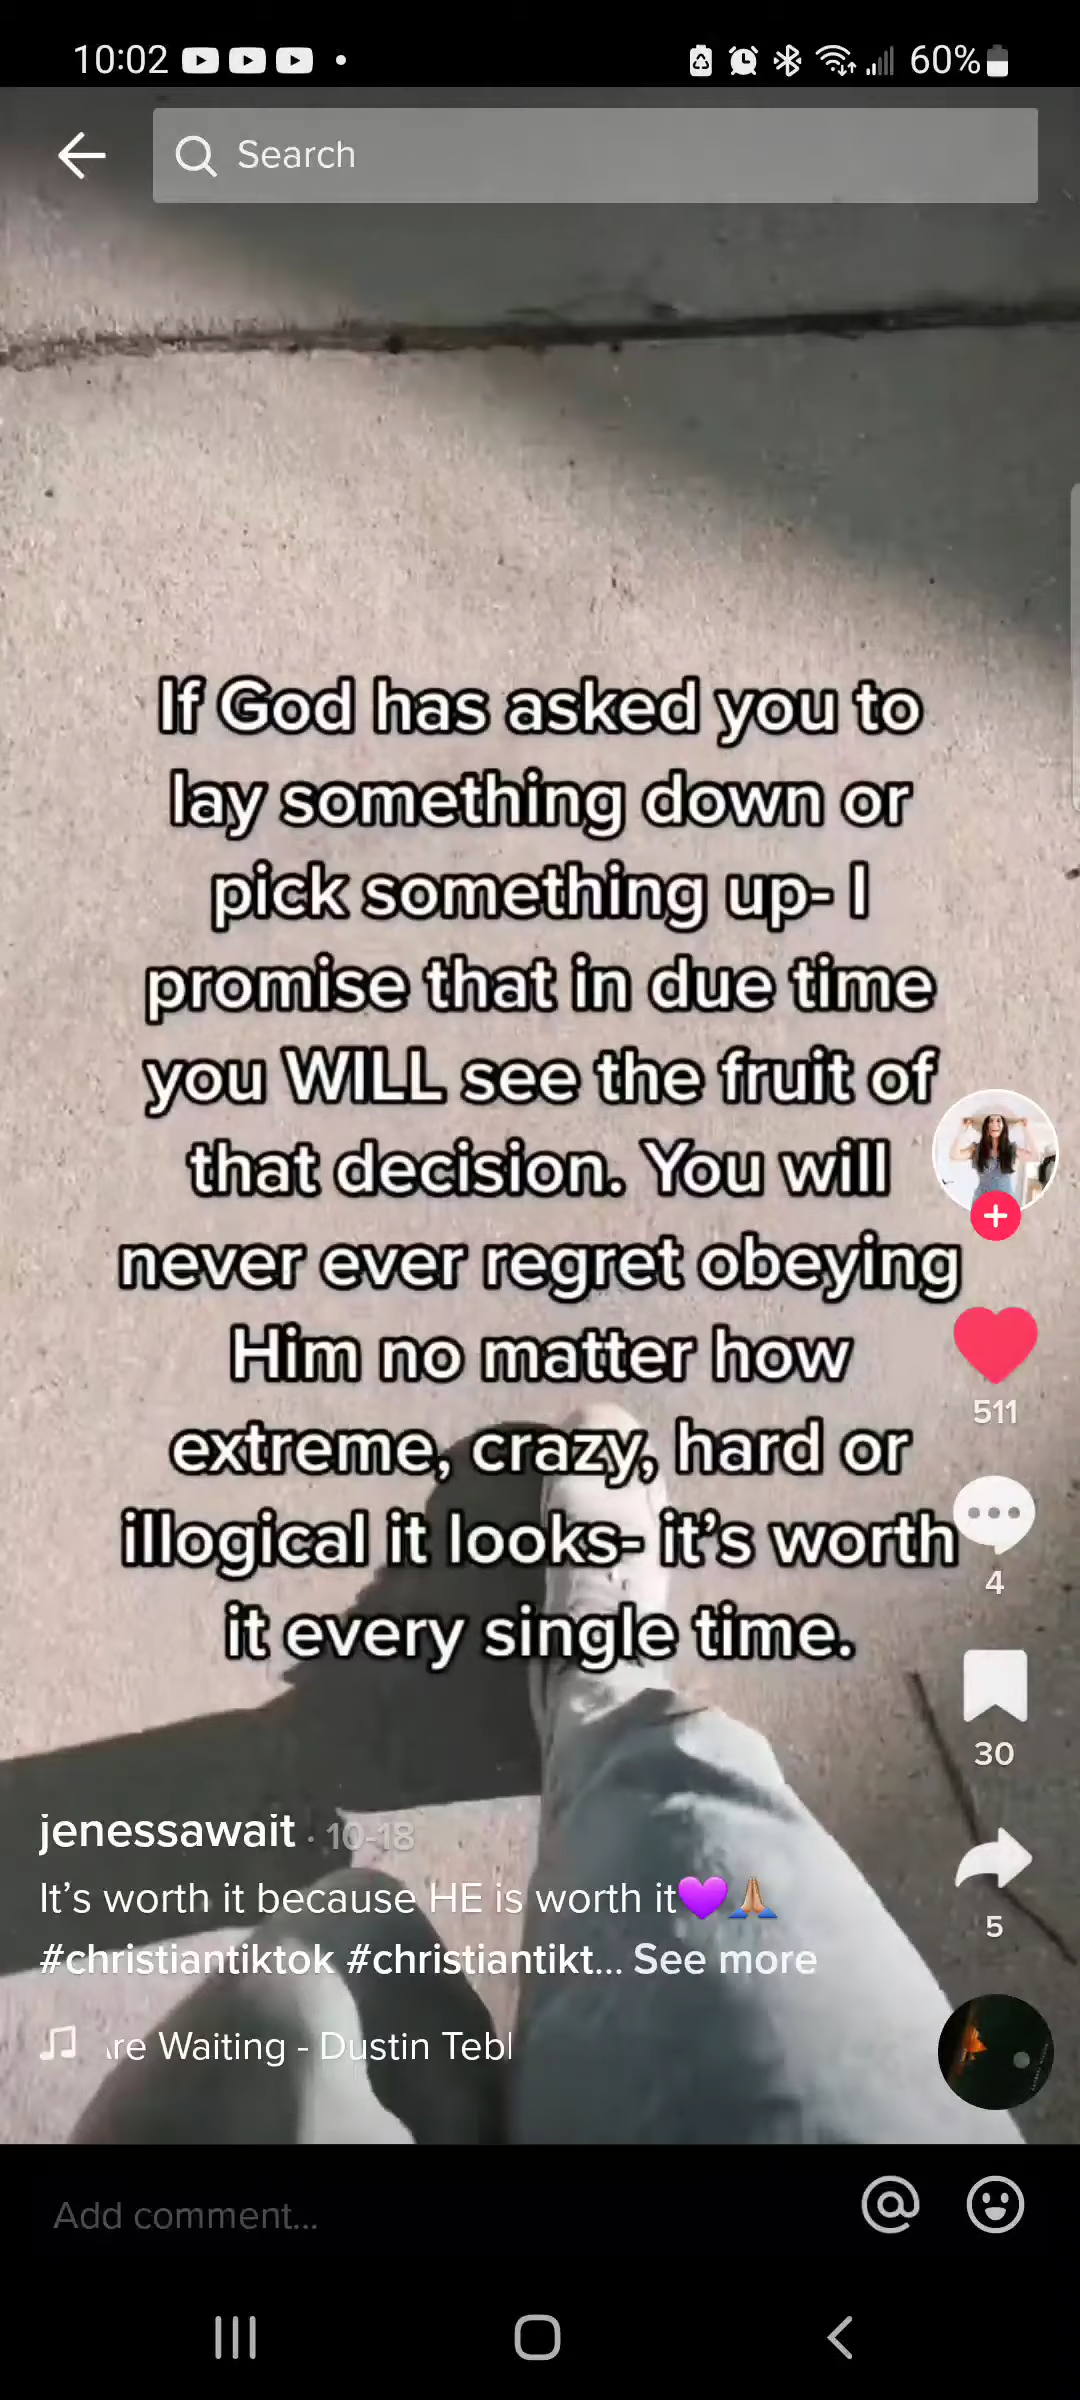 10:02
60%
Search
If God has asked you to
lay something down or
pick something up- I
promise that in due time
you WILL see the fruit of
that decision. You will
never ever regret obeying
Him no matter how
extreme, crazy, hard or
illogical it looks- it's worth
it every single time.
511
4
30
5
jenessawait · 10-18
It's worth it because HE is worth it💜🙏🏽
#christiantiktok #christiantikt... See more
re Waiting - Dustin Teb
Add comment...